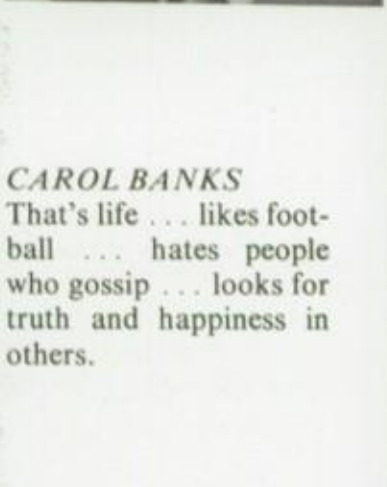 CAROL BANKS
That's life ... likes foot-
ball ... hates people
who gossip ... looks for
truth and happiness in
others.